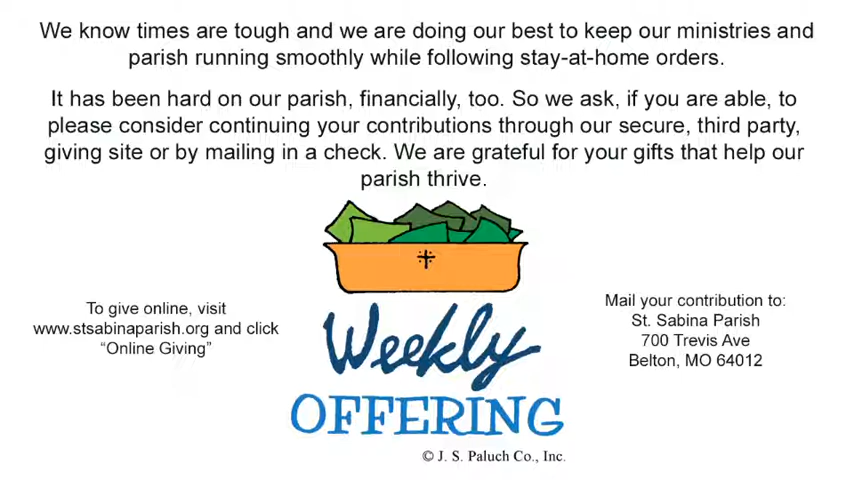 We know times are tough and we are doing our best to keep our ministries and
parish running smoothly while following stay-at-home orders.
It has been hard on our parish, financially, too. So we ask, if you are able, to
please consider continuing your contributions through our secure, third party,
giving site or by mailing in a check. We are grateful for your gifts that help our
parish thrive.
To give online, visit
www.stsabinaparish.org and click
“Online Giving”
Weekly
OFFERING
© J. S. Paluch Co., Inc.
Mail your contribution to:
St. Sabina Parish
700 Trevis Ave
Belton, MO 64012